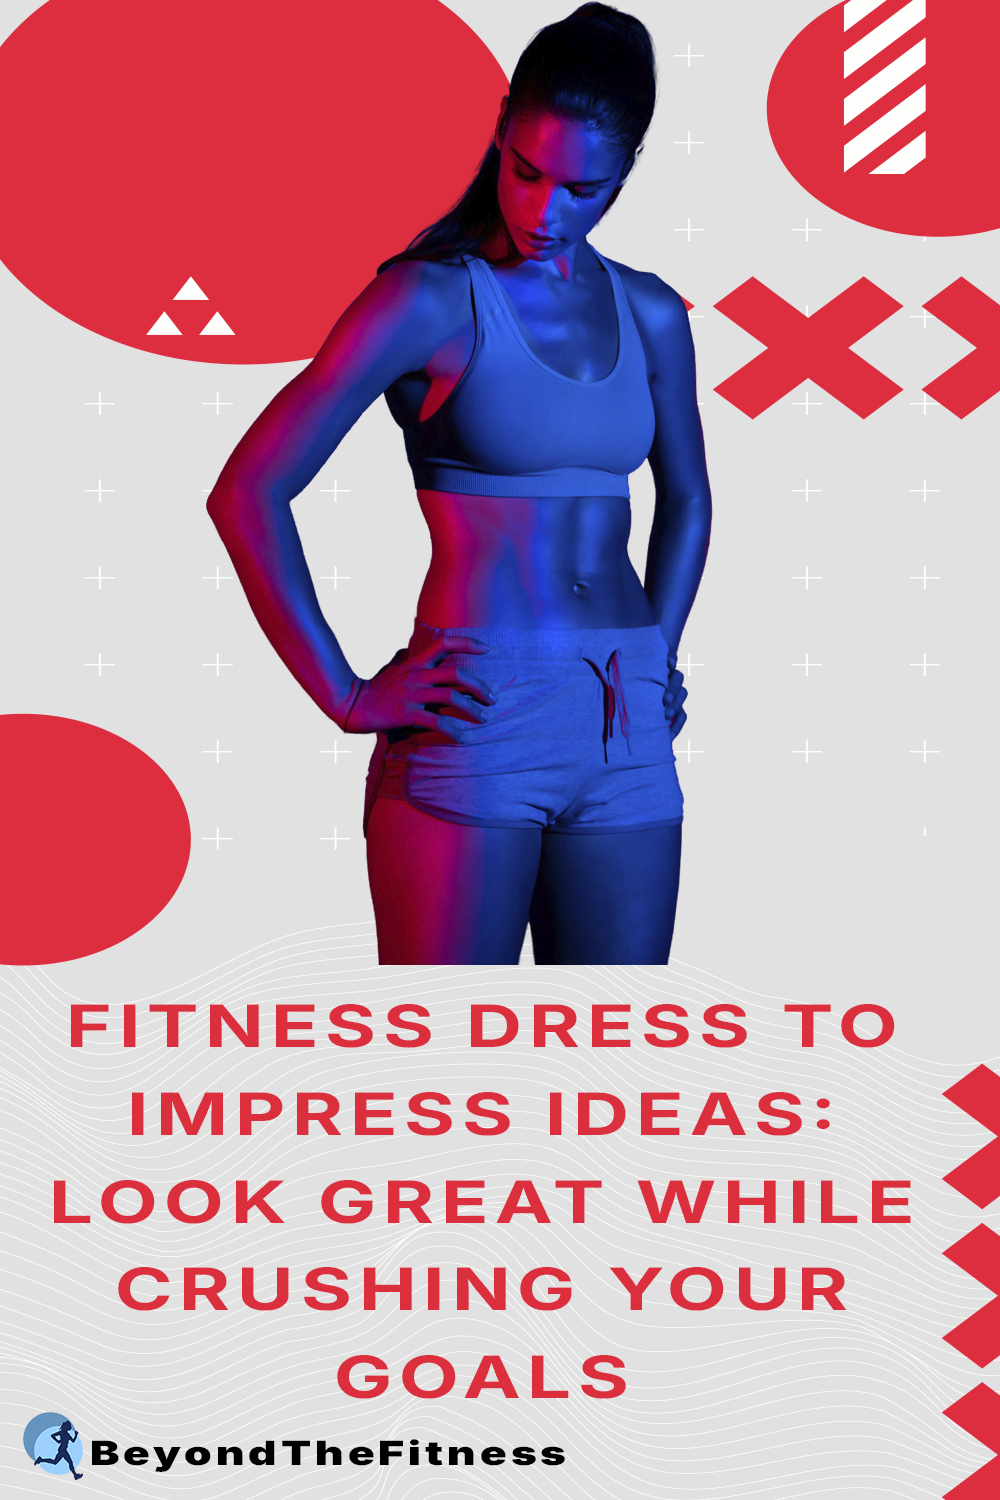 FITNESS DRESS TO
IMPRESS IDEAS:
LOOK GREAT WHILE
CRUSHING YOUR
GOALS
BeyondTheFitness